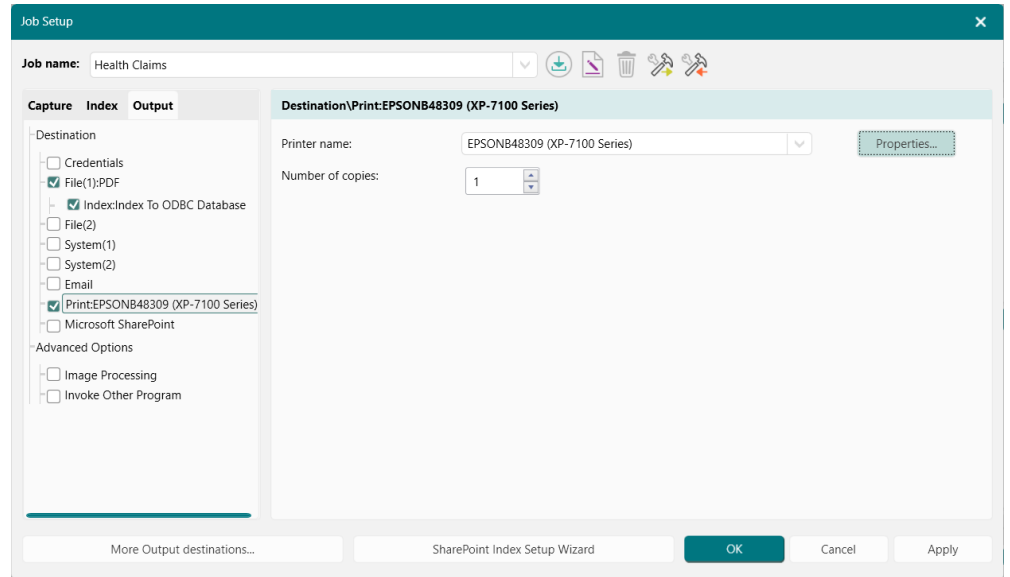 Job Setup
Job name: Health Claims
Capture Index Output
Destination
Credentials
File(1):PDF
Index:Index To ODBC Database
File(2)
System(1)
System(2)
Email
Print:EPSONB48309 (XP-7100 Series)
Microsoft SharePoint
Advanced Options
Image Processing
Invoke Other Program
Destination\Print:EPSONB48309 (XP-7100 Series)
Printer name: EPSONB48309 (XP-7100 Series) Properties...
Number of copies: 1
More Output destinations... SharePoint Index Setup Wizard OK Cancel Apply